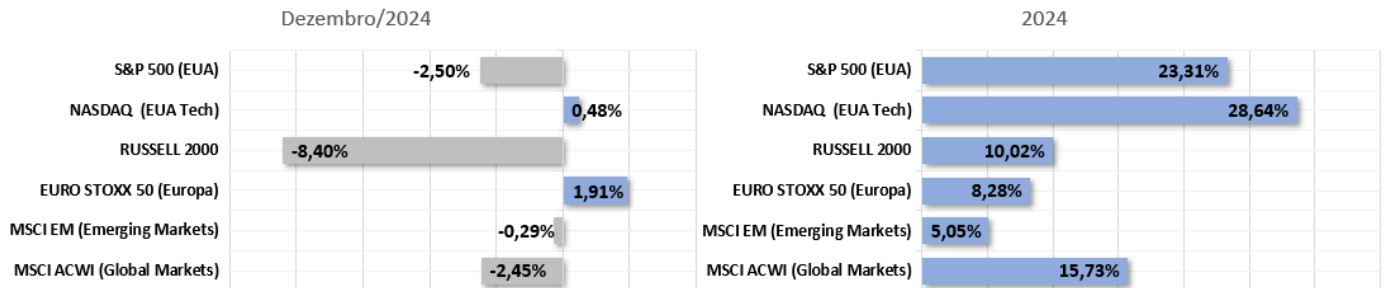 Dezembro/2024
S&P 500 (EUA)
-2,50%
NASDAQ (EUA Tech)
0,48%
RUSSELL 2000
-8,40%
EURO STOXX 50 (Europa)
1,91%
MSCI EM (Emerging Markets)
-0,29%
MSCI ACWI (Global Markets)
-2,45%
2024
S&P 500 (EUA)
23,31%
NASDAQ (EUA Tech)
28,64%
RUSSELL 2000
10,02%
EURO STOXX 50 (Europa)
8,28%
MSCI EM (Emerging Markets)
5,05%
MSCI ACWI (Global Markets)
15,73%